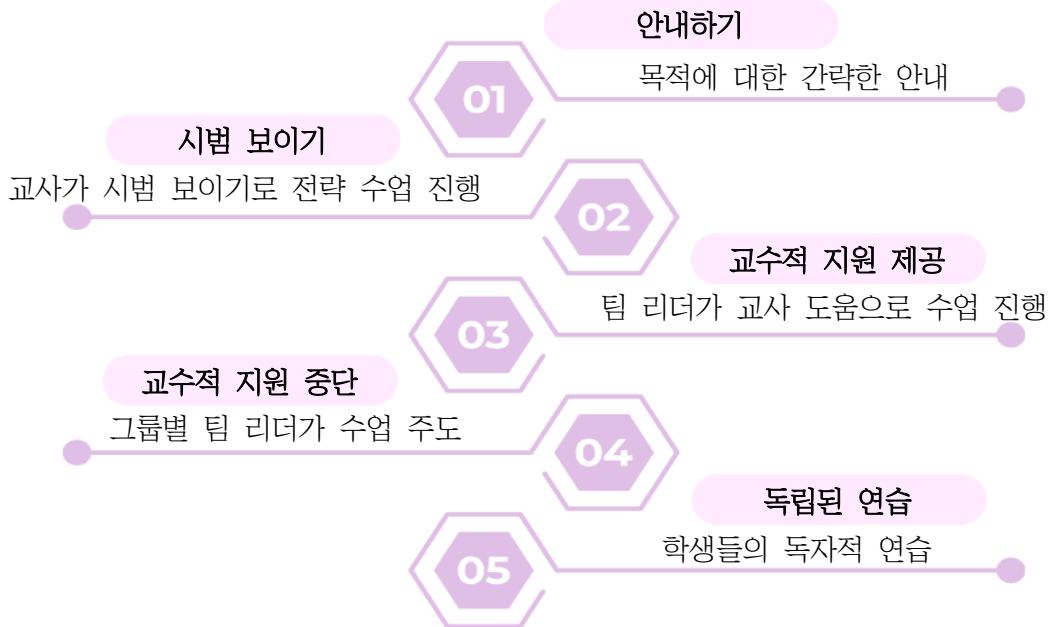 안내하기
01
목적에 대한 간략한 안내
시범 보이기
02
교사가 시범 보이기로 전략 수업 진행
교수적 지원 제공
03
팀 리더가 교사 도움으로 수업 진행
교수적 지원 중단
04
그룹별 팀 리더가 수업 주도
독립된 연습
05
학생들의 독자적 연습